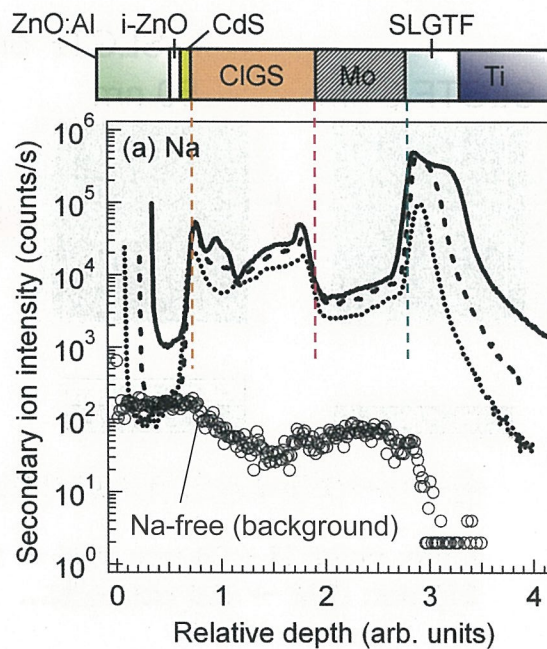 ZnO:Al i-ZnO CdS SLGTF
CIGS Mo Ti
(a) Na
Secondary ion intensity (counts/s)
10⁶
10⁵
10⁴
10³
10²
10¹
10⁰
Na-free (background)
0 1 2 3 4
Relative depth (arb. units)